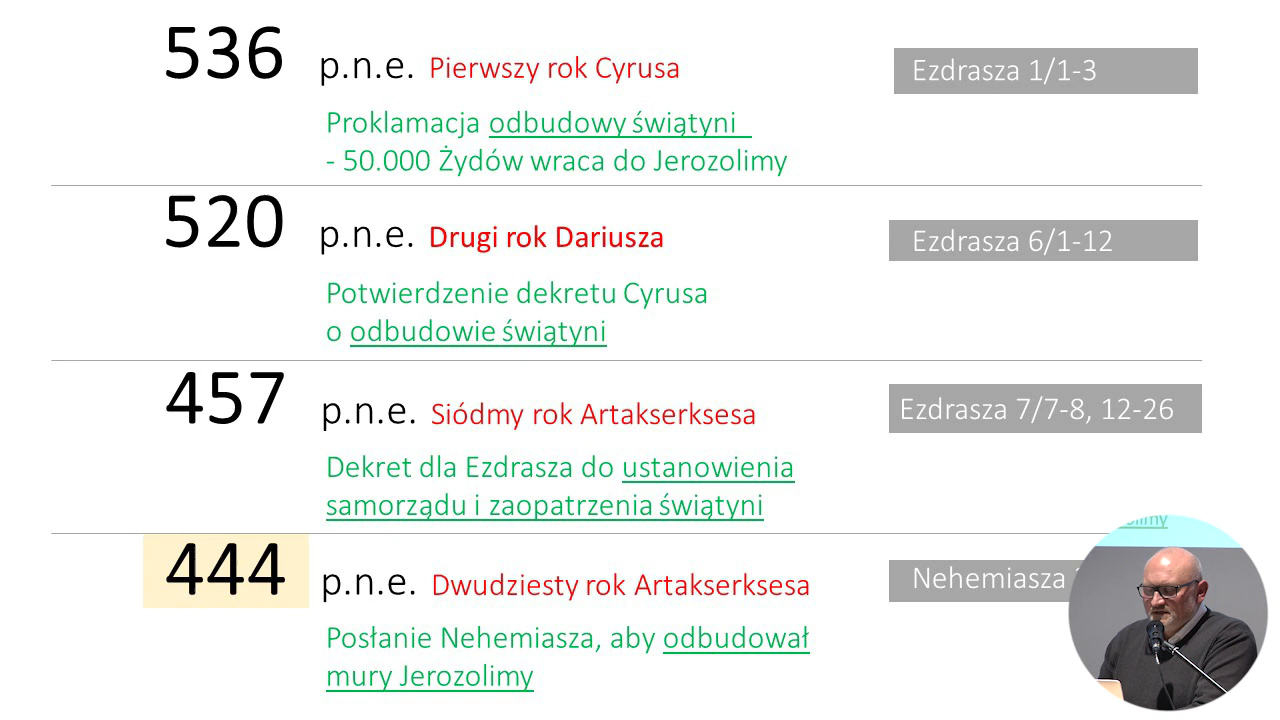 536 p.n.e. Pierwszy rok Cyrusa Ezdrasza 1/1-3
Proklamacja odbudowy świątyni
- 50.000 Żydów wraca do Jerozolimy
520 p.n.e. Drugi rok Dariusza Ezdrasza 6/1-12
Potwierdzenie dekretu Cyrusa
o odbudowie świątyni
457 p.n.e. Siódmy rok Artakserksesa Ezdrasza 7/7-8, 12-26
Dekret dla Ezdrasza do ustanowienia
samorządu i zaopatrzenia świątyni
444 p.n.e. Dwudziesty rok Artakserksesa Nehemiasza
Posłanie Nehemiasza, aby odbudował
mury Jerozolimy